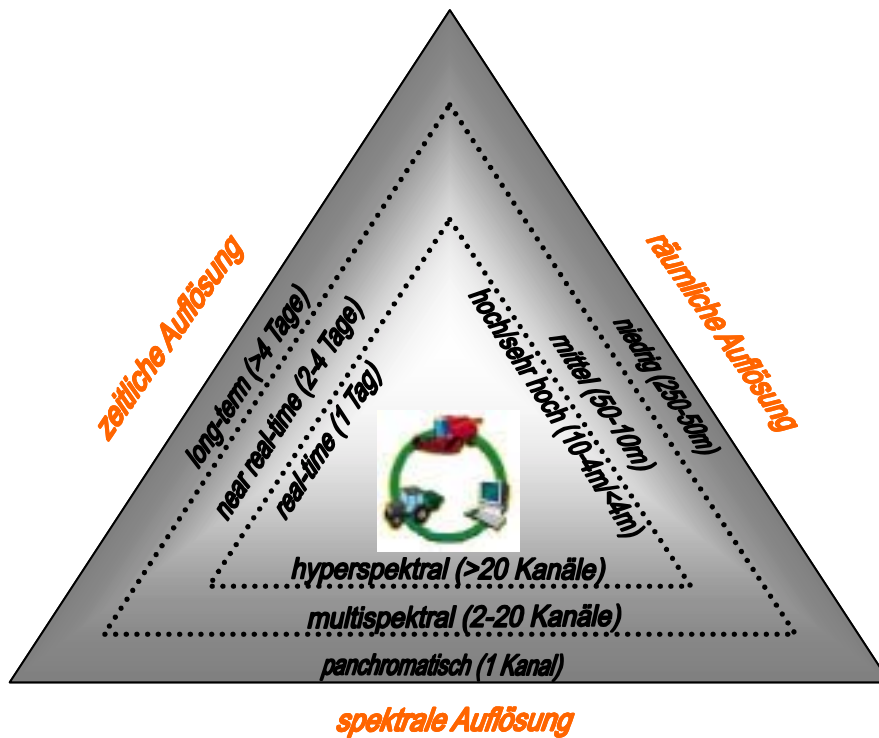 zeitliche Auflösung
long-term (>4 Tage)
near real-time (2-4 Tage)
real-time (1 Tag)
räumliche Auflösung
niedrig (250-50m)
mittel (50-10m)
hoch/sehr hoch (10-4m/<4m)
hyperspektral (>20 Kanäle)
multispektral (2-20 Kanäle)
panchromatisch (1 Kanal)
spektrale Auflösung